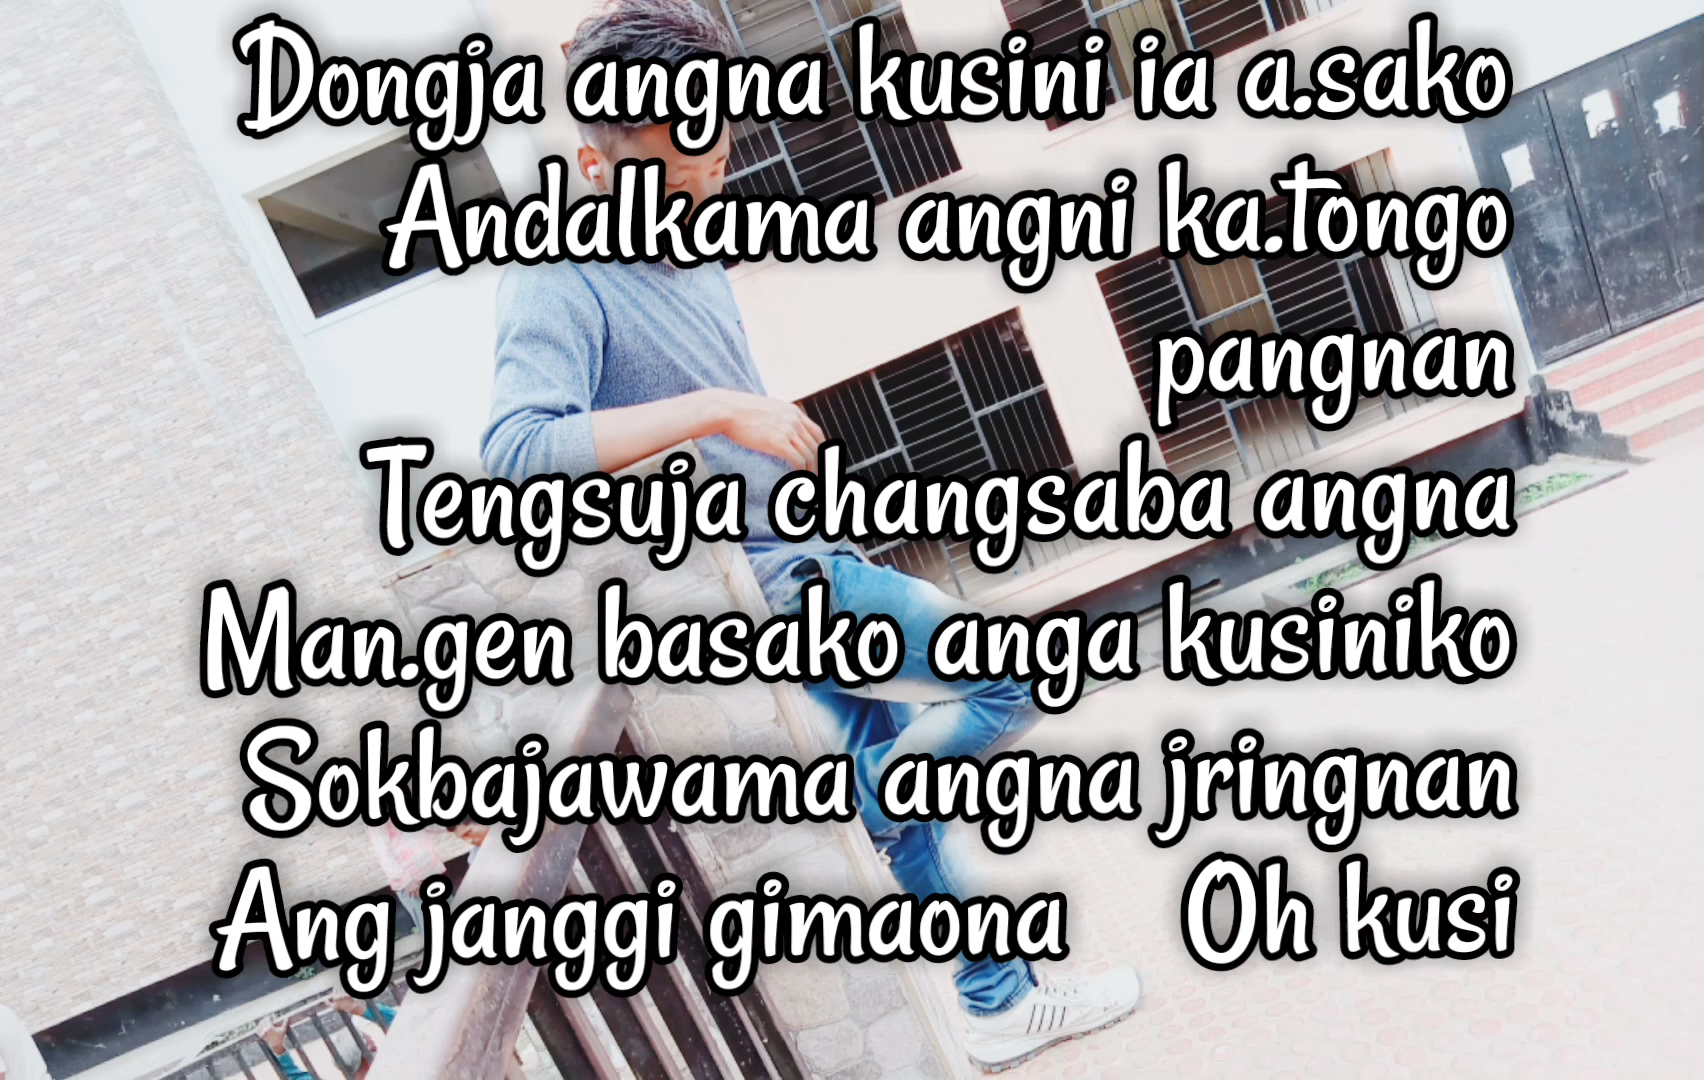 Dongja angna kusini ia a.sako
Andalkama angni ka.tongo
pangnan
Tengsuja changsaba angna
Man.gen basako anga kusiniko
Sokbajawama angna jringnan
Ang janggi gimaona Oh kusi